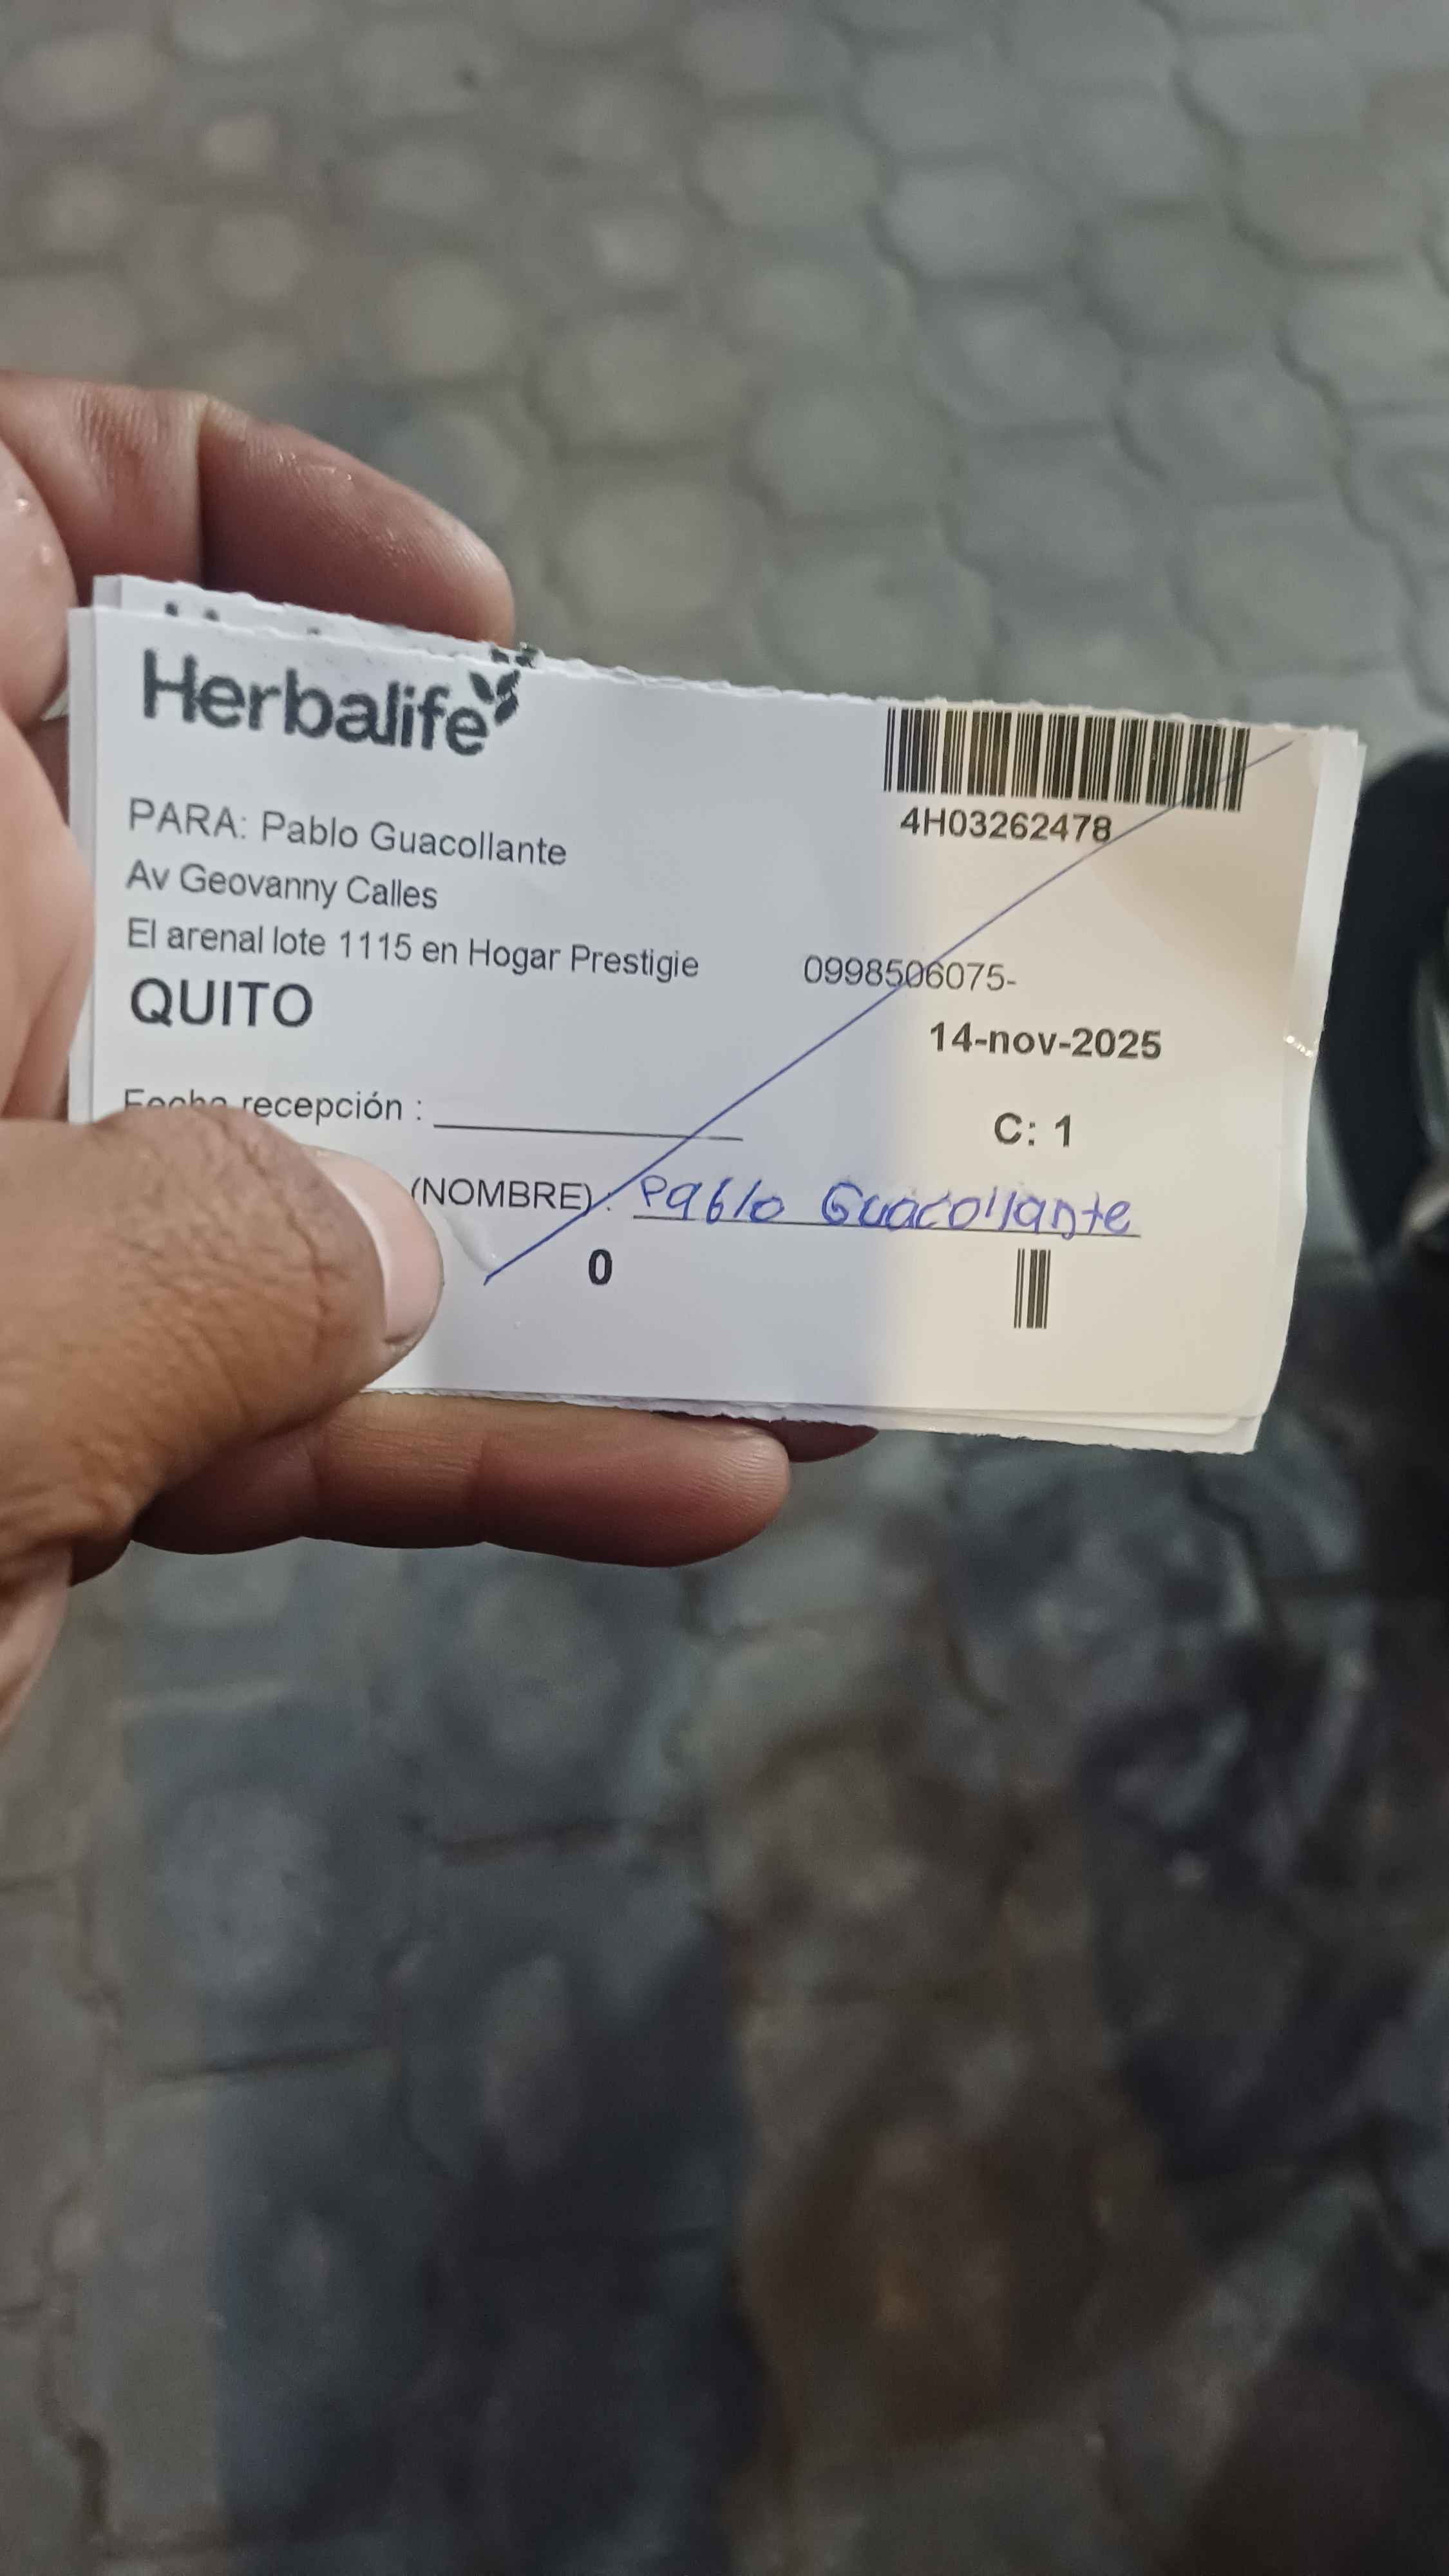 Herbalife
4H03262478
PARA: Pablo Guacollante
Av Geovanny Calles
El arenal lote 1115 en Hogar Prestigie
0998506075-
QUITO
14-nov-2025
Fecha recepción :
C: 1
(NOMBRE) : Pablo Guacollante
0